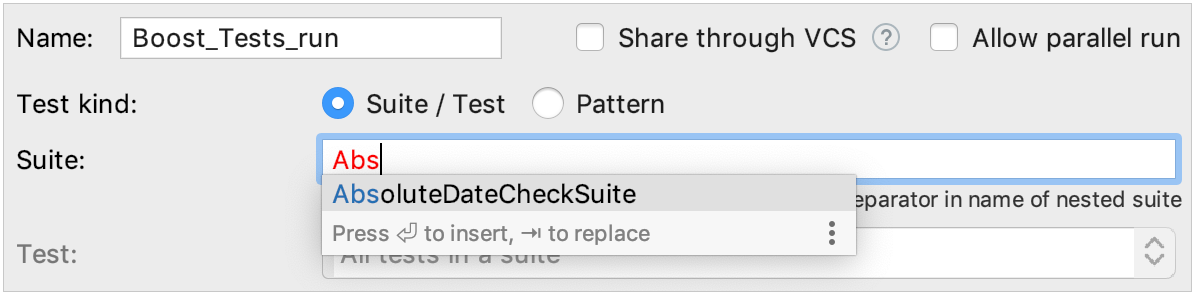 Name: Boost_Tests_run Share through VCS ? Allow parallel run
Test kind: Suite / Test Pattern
Suite: Abs
AbsoluteDateCheckSuite
eparator in name of nested suite
Press ⏎ to insert, ⇥ to replace
Test: All tests in a suite